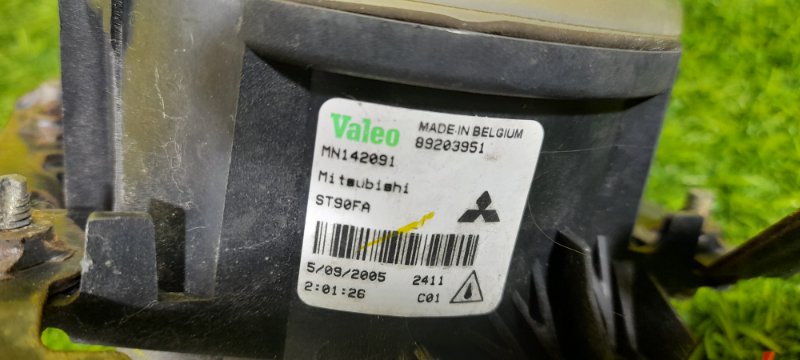 Valeo MADE IN BELGIUM
89203951
MN142091
Mitsubishi
ST90FA
5/09/2005 2411
2:01:26 C01